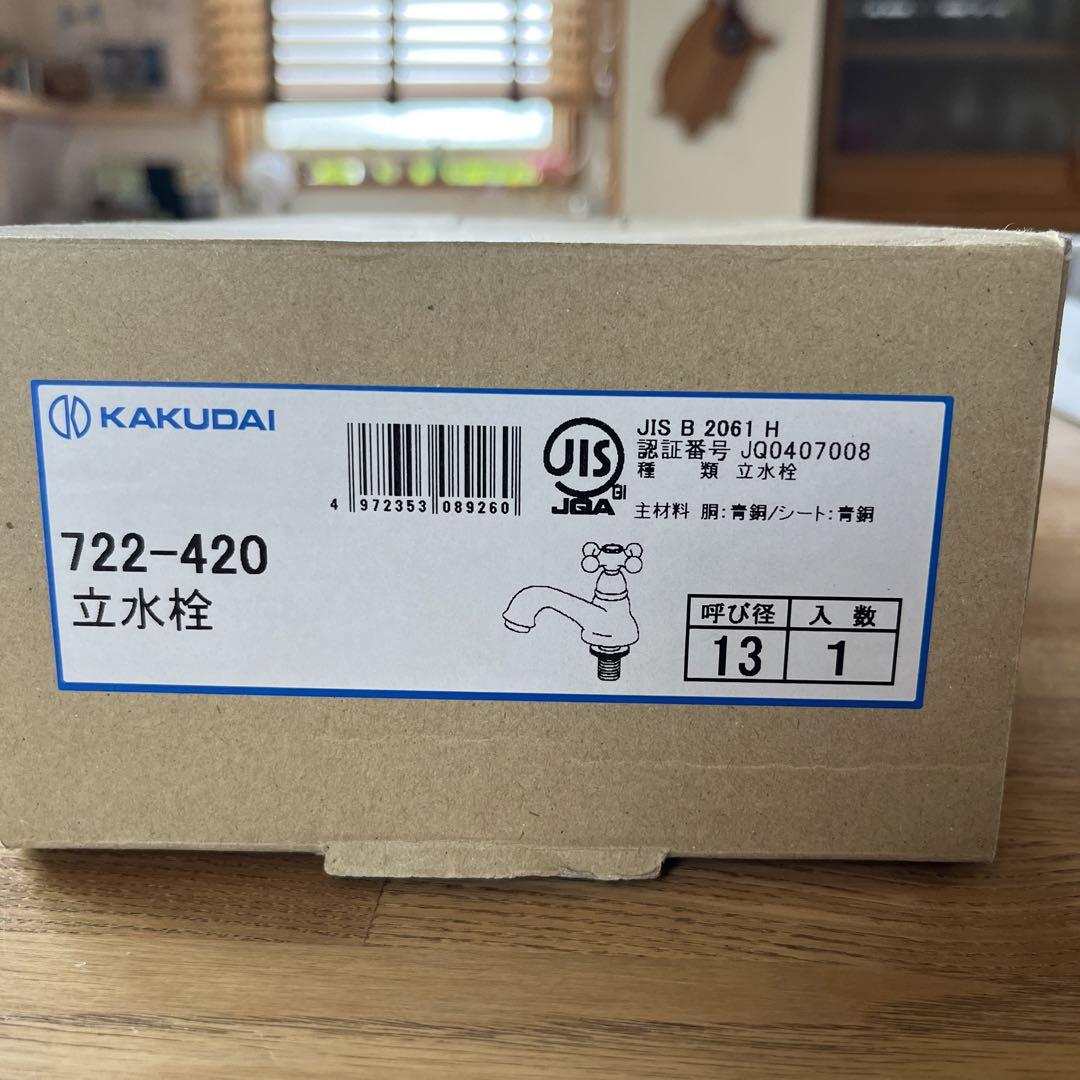 KAKUDAI
4 972353 089260
JIS
JQA
GI
JIS B 2061 H
認証番号 JQ0407008
種 類 立水栓
主材料 胴:青銅/シート:青銅
722-420
立水栓
呼び径 入数
13 1